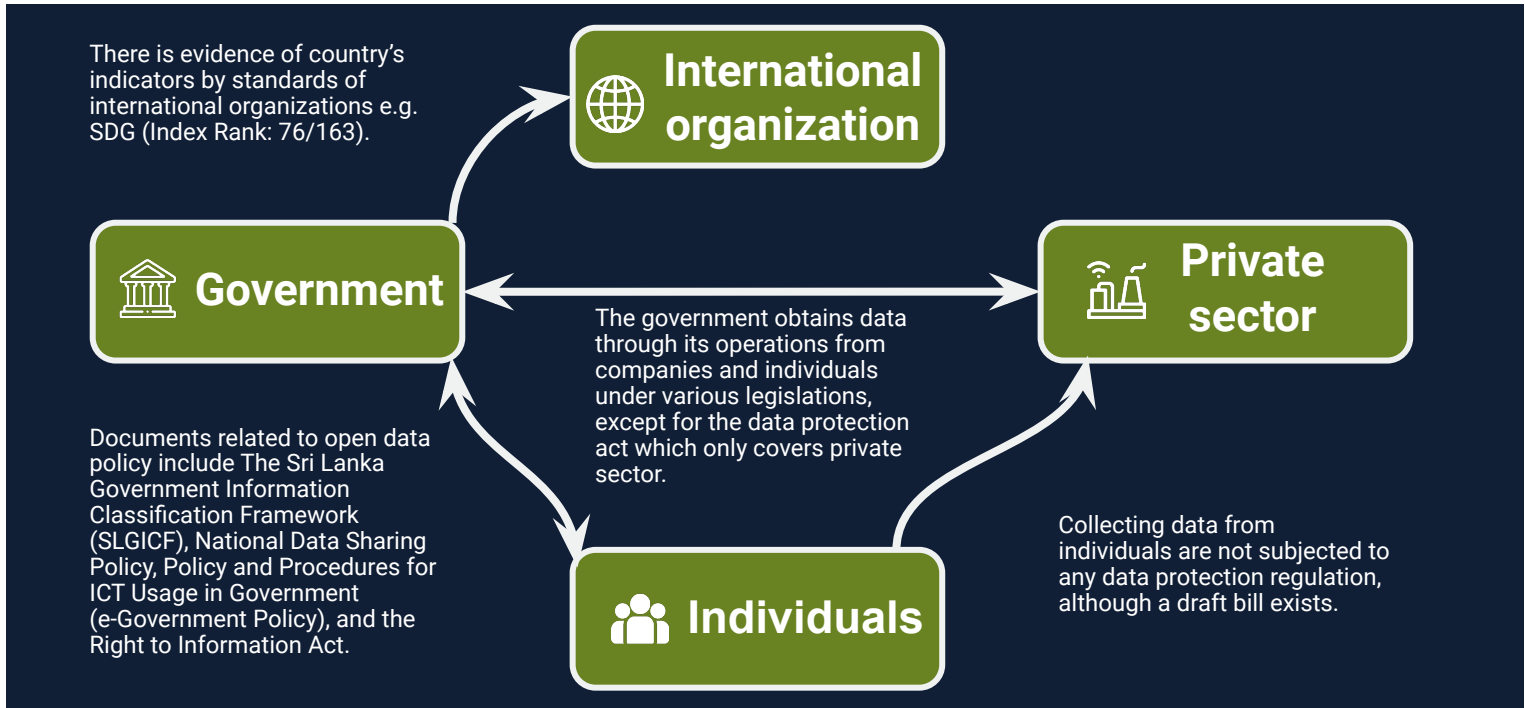 There is evidence of country's
indicators by standards of
international organizations e.g.
SDG (Index Rank: 76/163).
International
organization
Government
Private
sector
The government obtains data
through its operations from
companies and individuals
under various legislations,
except for the data protection
act which only covers private
sector.
Documents related to open data
policy include The Sri Lanka
Government Information
Classification Framework
(SLGICF), National Data Sharing
Policy, Policy and Procedures for
ICT Usage in Government
(e-Government Policy), and the
Right to Information Act.
Collecting data from
individuals are not subjected to
any data protection regulation,
although a draft bill exists.
Individuals